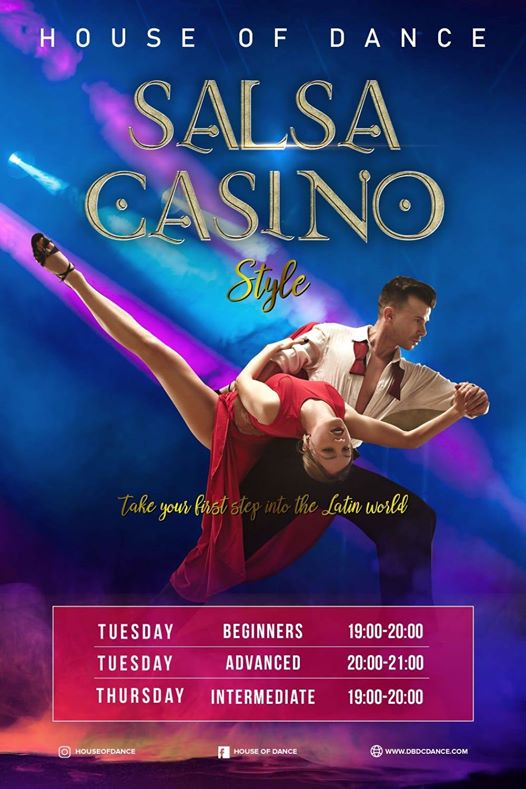 HOUSE OF DANCE
SALSA
CASINO
Style
Take your first step into the Latin world
TUESDAY BEGINNERS 19:00-20:00
TUESDAY ADVANCED 20:00-21:00
THURSDAY INTERMEDIATE 19:00-20:00
HOUSEOFDANCE HOUSE OF DANCE WWW.DBDCDANCE.COM